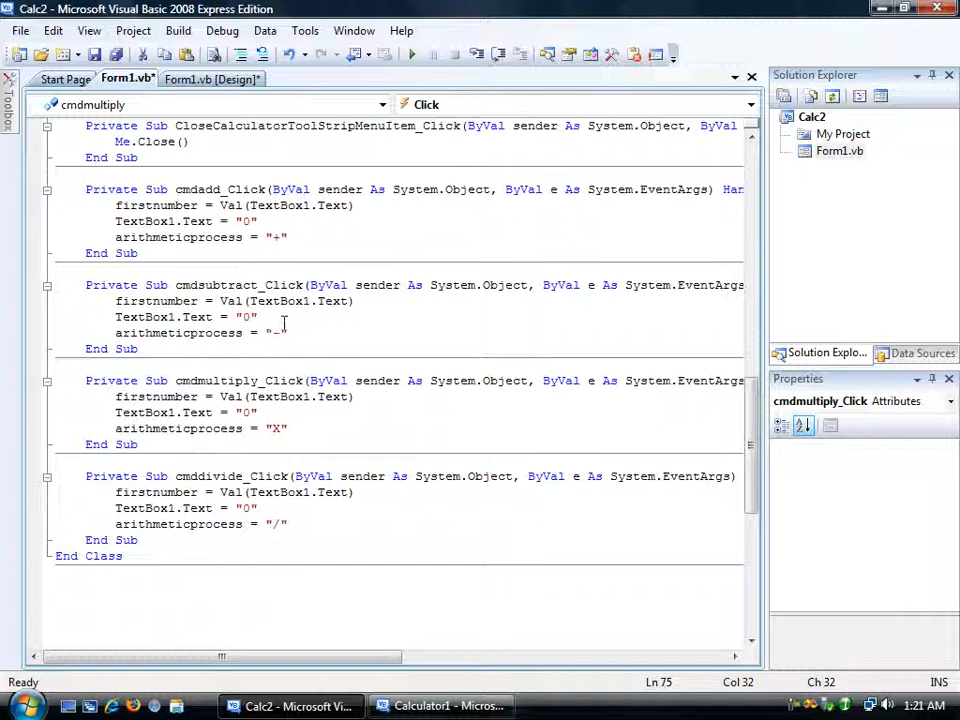 Calc2 - Microsoft Visual Basic 2008 Express Edition
File Edit View Project Build Debug Data Tools Window Help
Start Page Form1.vb* Form1.vb [Design]*
Toolbox
cmdmultiply Click
Private Sub CloseCalculatorToolStripMenuItem_Click(ByVal sender As System.Object, ByVal
Me.Close()
End Sub
Private Sub cmdadd_Click(ByVal sender As System.Object, ByVal e As System.EventArgs) Han
firstnumber = Val(TextBox1.Text)
TextBox1.Text = "0"
arithmeticprocess = "+"
End Sub
Private Sub cmdsubtract_Click(ByVal sender As System.Object, ByVal e As System.EventArgs
firstnumber = Val(TextBox1.Text)
TextBox1.Text = "0"
arithmeticprocess = "-"
End Sub
Private Sub cmdmultiply_Click(ByVal sender As System.Object, ByVal e As System.EventArgs
firstnumber = Val(TextBox1.Text)
TextBox1.Text = "0"
arithmeticprocess = "X"
End Sub
Private Sub cmddivide_Click(ByVal sender As System.Object, ByVal e As System.EventArgs)
firstnumber = Val(TextBox1.Text)
TextBox1.Text = "0"
arithmeticprocess = "/"
End Sub
End Class
Solution Explorer
Calc2
My Project
Form1.vb
Solution Explo... Data Sources
Properties
cmdmultiply_Click Attributes
Ready Ln 75 Col 32 Ch 32 INS
Calc2 - Microsoft Vi... Calculator1 - Micros... 1:21 AM